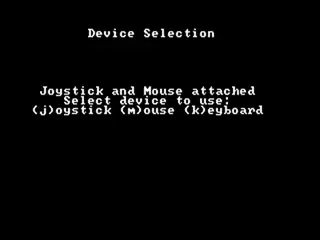 Device Selection
Joystick and Mouse attached
Select device to use:
(j)oystick (m)ouse (k)eyboard